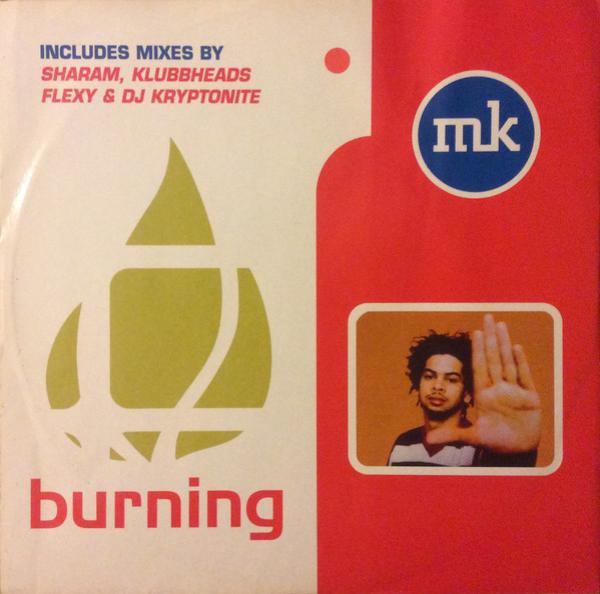 INCLUDES MIXES BY
SHARAM, KLUBBHEADS
FLEXY & DJ KRYPTONITE
mk
burning